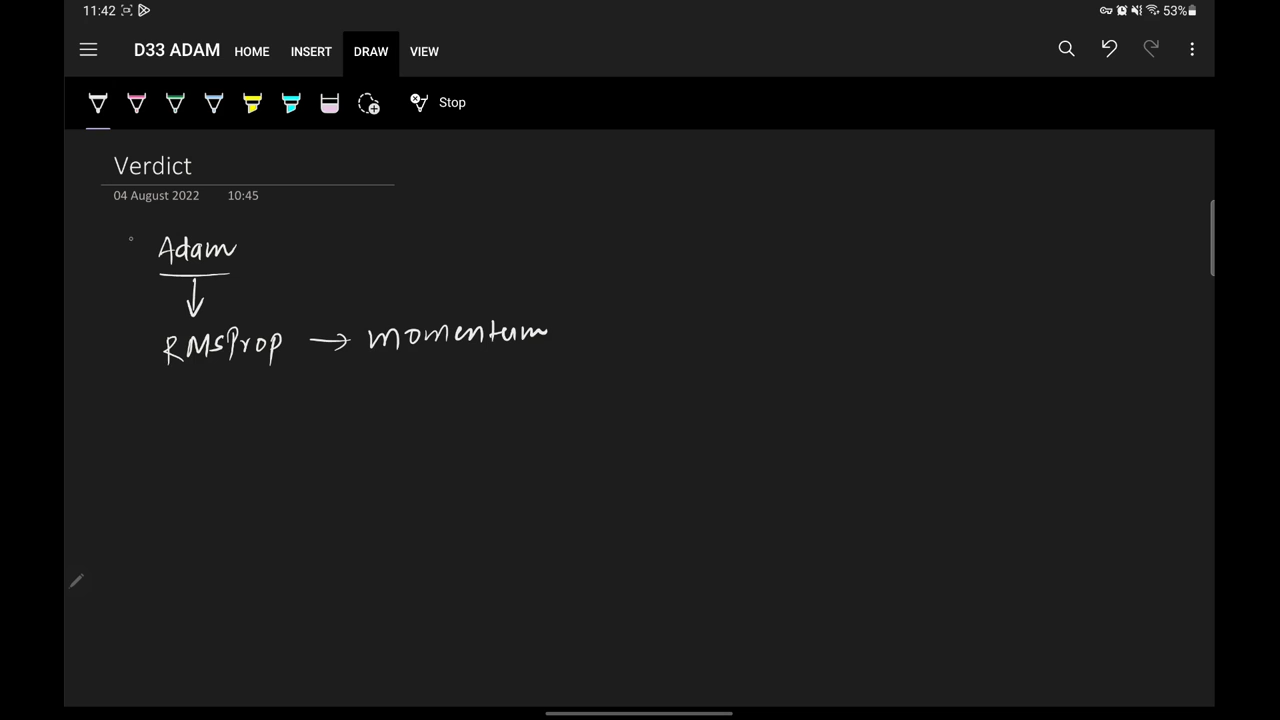 11:42 53%
D33 ADAM HOME INSERT DRAW VIEW
Stop
Verdict
04 August 2022 10:45
Adam
↓
RMSProp → momentum